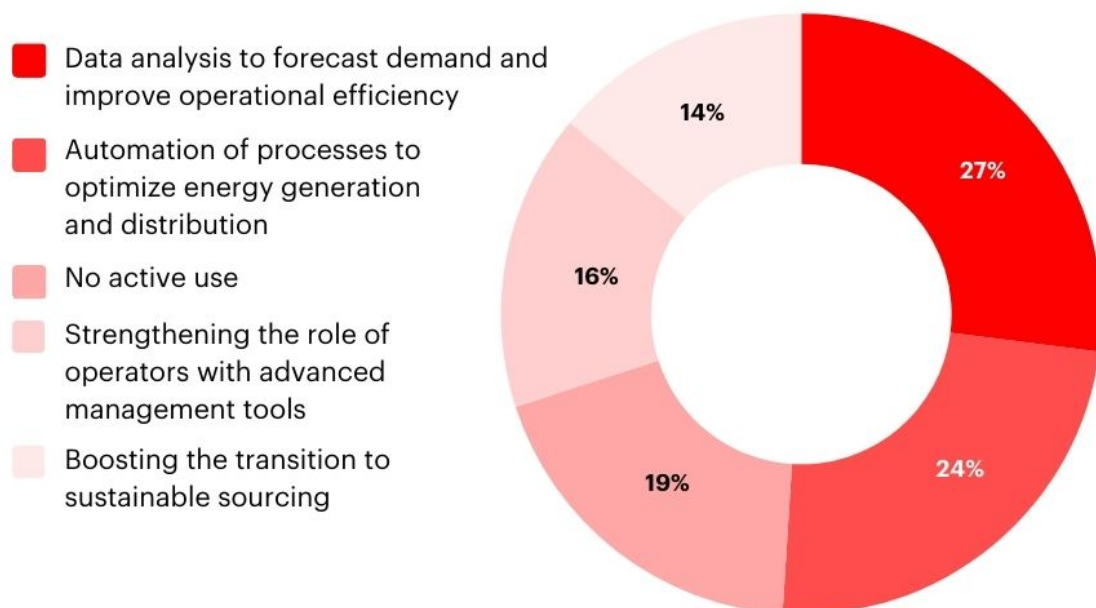 Data analysis to forecast demand and
improve operational efficiency
Automation of processes to
optimize energy generation
and distribution
No active use
Strengthening the role of
operators with advanced
management tools
Boosting the transition to
sustainable sourcing
14%
27%
16%
24%
19%